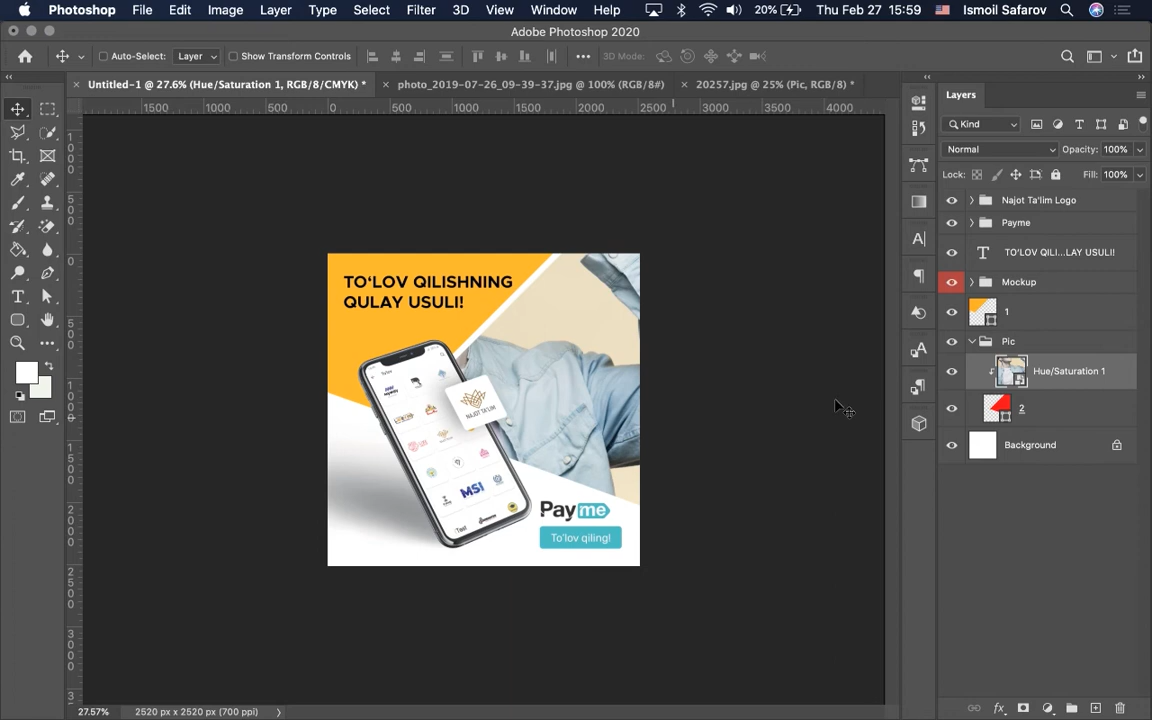 Photoshop File Edit Image Layer Type Select Filter 3D View Window Help 20% Thu Feb 27 15:59 Ismoil Safarov
Adobe Photoshop 2020
Auto-Select: Layer Show Transform Controls 3D Mode:
Untitled-1 @ 27.6% (Hue/Saturation 1, RGB/8/CMYK) * photo_2019-07-26_09-39-37.jpg @ 100% (RGB/8#) 20257.jpg @ 25% (Pic, RGB/8) *
1500 1000 500 0 500 1000 1500 2000 2500 3000 3500 4000
Layers
Kind
Normal Opacity: 100%
Lock: Fill: 100%
Najot Ta'lim Logo
Payme
TO‘LOV QILI...LAY USULI!
Mockup
1
Pic
Hue/Saturation 1
2
Background
TO‘LOV QILISHNING
QULAY USULI!
NAJOT TA'LIM
MSI
Payme
To'lov qiling!
27.57% 2520 px x 2520 px (700 ppi)